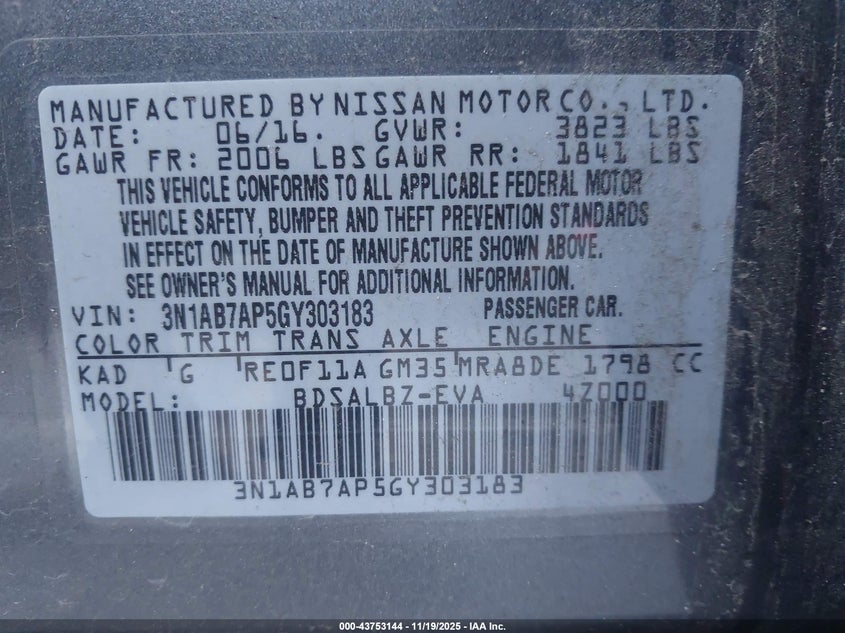 MANUFACTURED BY NISSAN MOTOR CO., LTD.
DATE: 06/16. GVWR: 3823 LBS
GAWR FR: 2006 LBS GAWR RR: 1841 LBS
THIS VEHICLE CONFORMS TO ALL APPLICABLE FEDERAL MOTOR
VEHICLE SAFETY, BUMPER AND THEFT PREVENTION STANDARDS
IN EFFECT ON THE DATE OF MANUFACTURE SHOWN ABOVE.
SEE OWNER'S MANUAL FOR ADDITIONAL INFORMATION.
VIN: 3N1AB7AP5GY303183 PASSENGER CAR.
COLOR TRIM TRANS AXLE ENGINE
KAD G RE0F11A GM35 MRA8DE 1798 CC
MODEL: BDSALBZ-EVA 4Z000
3N1AB7AP5GY303183
000-43753144 - 11/19/2025 - IAA Inc.